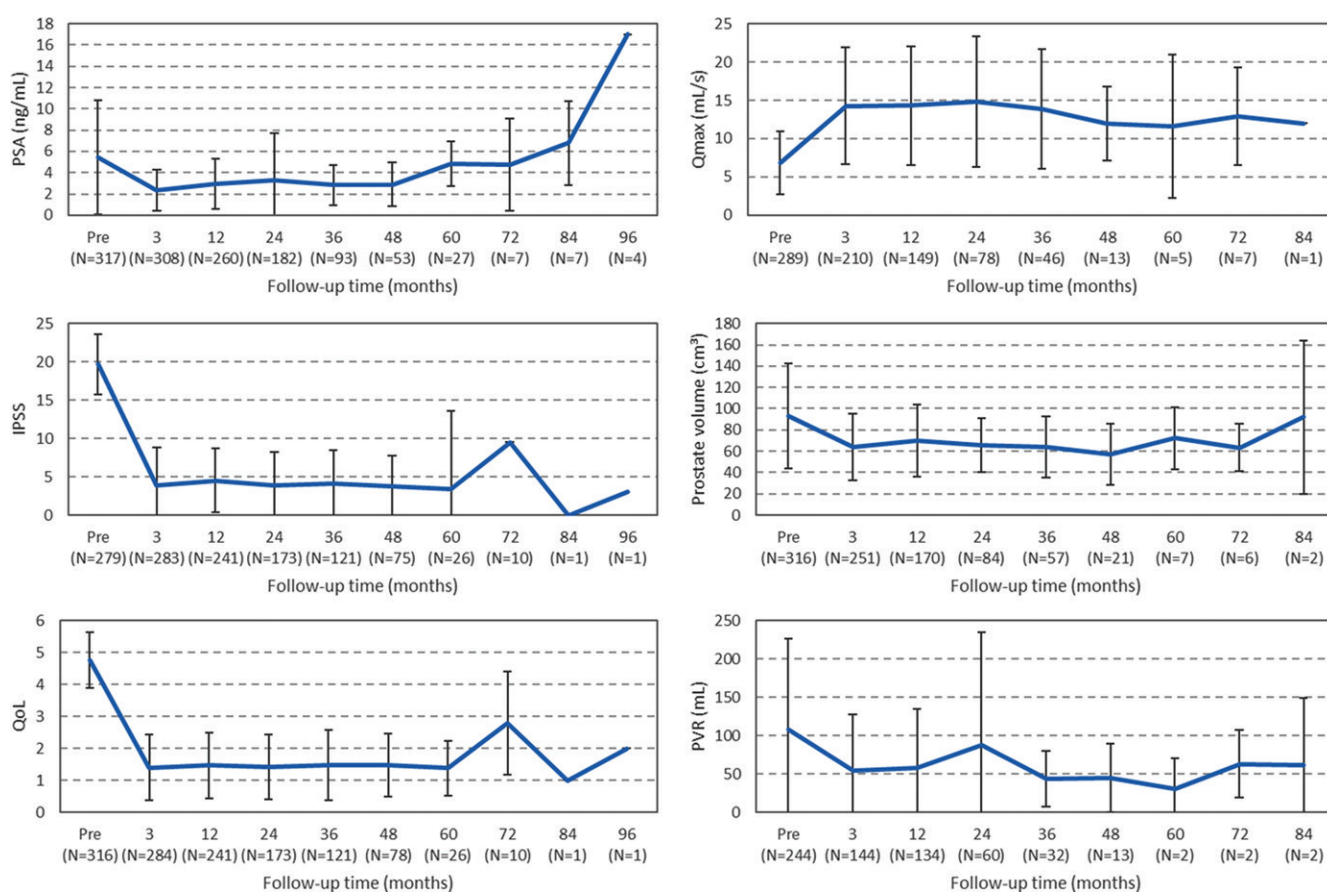 PSA (ng/mL)
18
16
14
12
10
8
6
4
2
0
Pre 3 12 24 36 48 60 72 84 96
(N=317) (N=308) (N=260) (N=182) (N=93) (N=53) (N=27) (N=7) (N=7) (N=4)
Follow-up time (months)
Qmax (mL/s)
25
20
15
10
5
0
Pre 3 12 24 36 48 60 72 84
(N=289) (N=210) (N=149) (N=78) (N=46) (N=13) (N=5) (N=7) (N=1)
Follow-up time (months)
IPSS
25
20
15
10
5
0
Pre 3 12 24 36 48 60 72 84 96
(N=279) (N=283) (N=241) (N=173) (N=121) (N=75) (N=26) (N=10) (N=1) (N=1)
Follow-up time (months)
Prostate volume (cm³)
180
160
140
120
100
80
60
40
20
0
Pre 3 12 24 36 48 60 72 84
(N=316) (N=251) (N=170) (N=84) (N=57) (N=21) (N=7) (N=6) (N=2)
Follow-up time (months)
QoL
6
5
4
3
2
1
0
Pre 3 12 24 36 48 60 72 84 96
(N=316) (N=284) (N=241) (N=173) (N=121) (N=78) (N=26) (N=10) (N=1) (N=1)
Follow-up time (months)
PVR (mL)
250
200
150
100
50
0
Pre 3 12 24 36 48 60 72 84
(N=244) (N=144) (N=134) (N=60) (N=32) (N=13) (N=2) (N=2) (N=2)
Follow-up time (months)